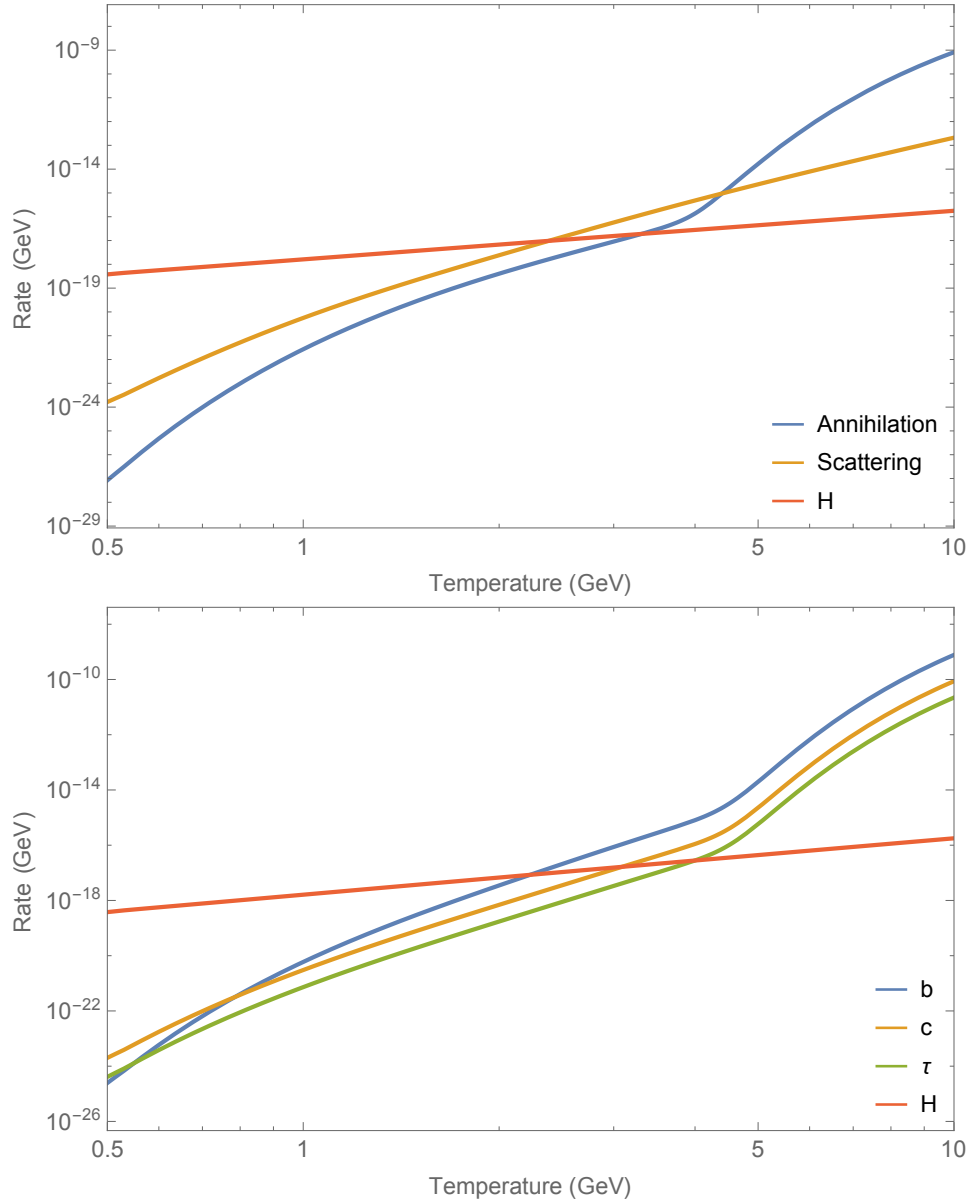 10⁻⁹
10⁻¹⁴
10⁻¹⁹
10⁻²⁴
10⁻²⁹
Rate (GeV)
Annihilation
Scattering
H
0.5 1 5 10
Temperature (GeV)
10⁻¹⁰
10⁻¹⁴
10⁻¹⁸
10⁻²²
10⁻²⁶
Rate (GeV)
b
c
τ
H
0.5 1 5 10
Temperature (GeV)